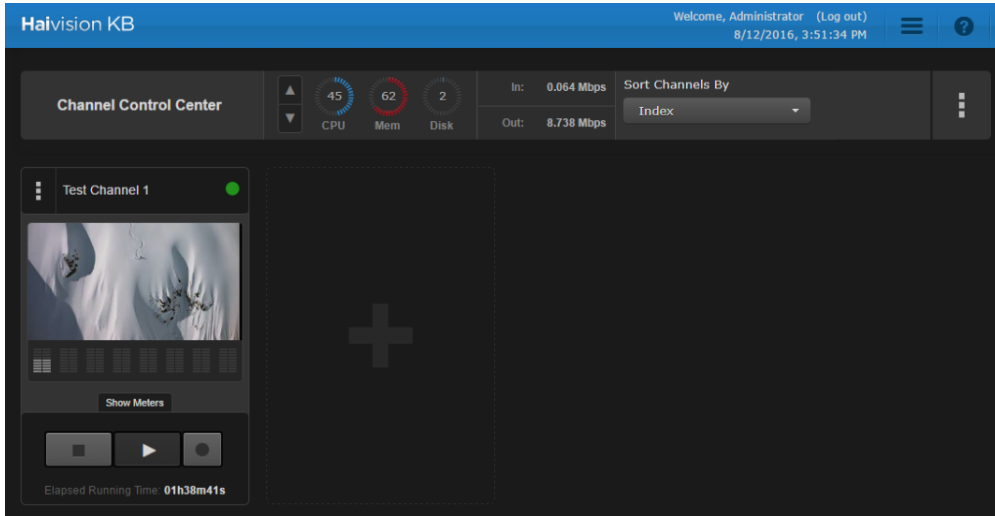 Haivision KB
Welcome, Administrator (Log out)
8/12/2016, 3:51:34 PM
?
Channel Control Center
45
62
2
CPU
Mem
Disk
In: 0.064 Mbps
Out: 8.738 Mbps
Sort Channels By
Index
Test Channel 1
Show Meters
Elapsed Running Time: 01h38m41s